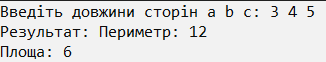 Введіть довжини сторін a b c: 3 4 5
Результат: Периметр: 12
Площа: 6